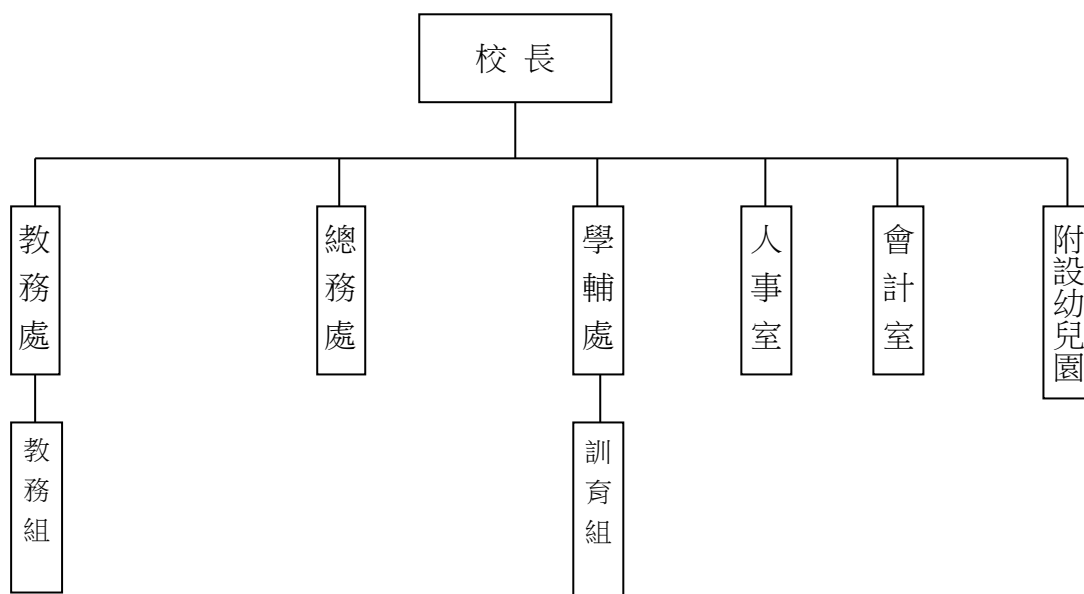 校長
教務處
總務處
學輔處
人事室
會計室
附設幼兒園
教務組
訓育組